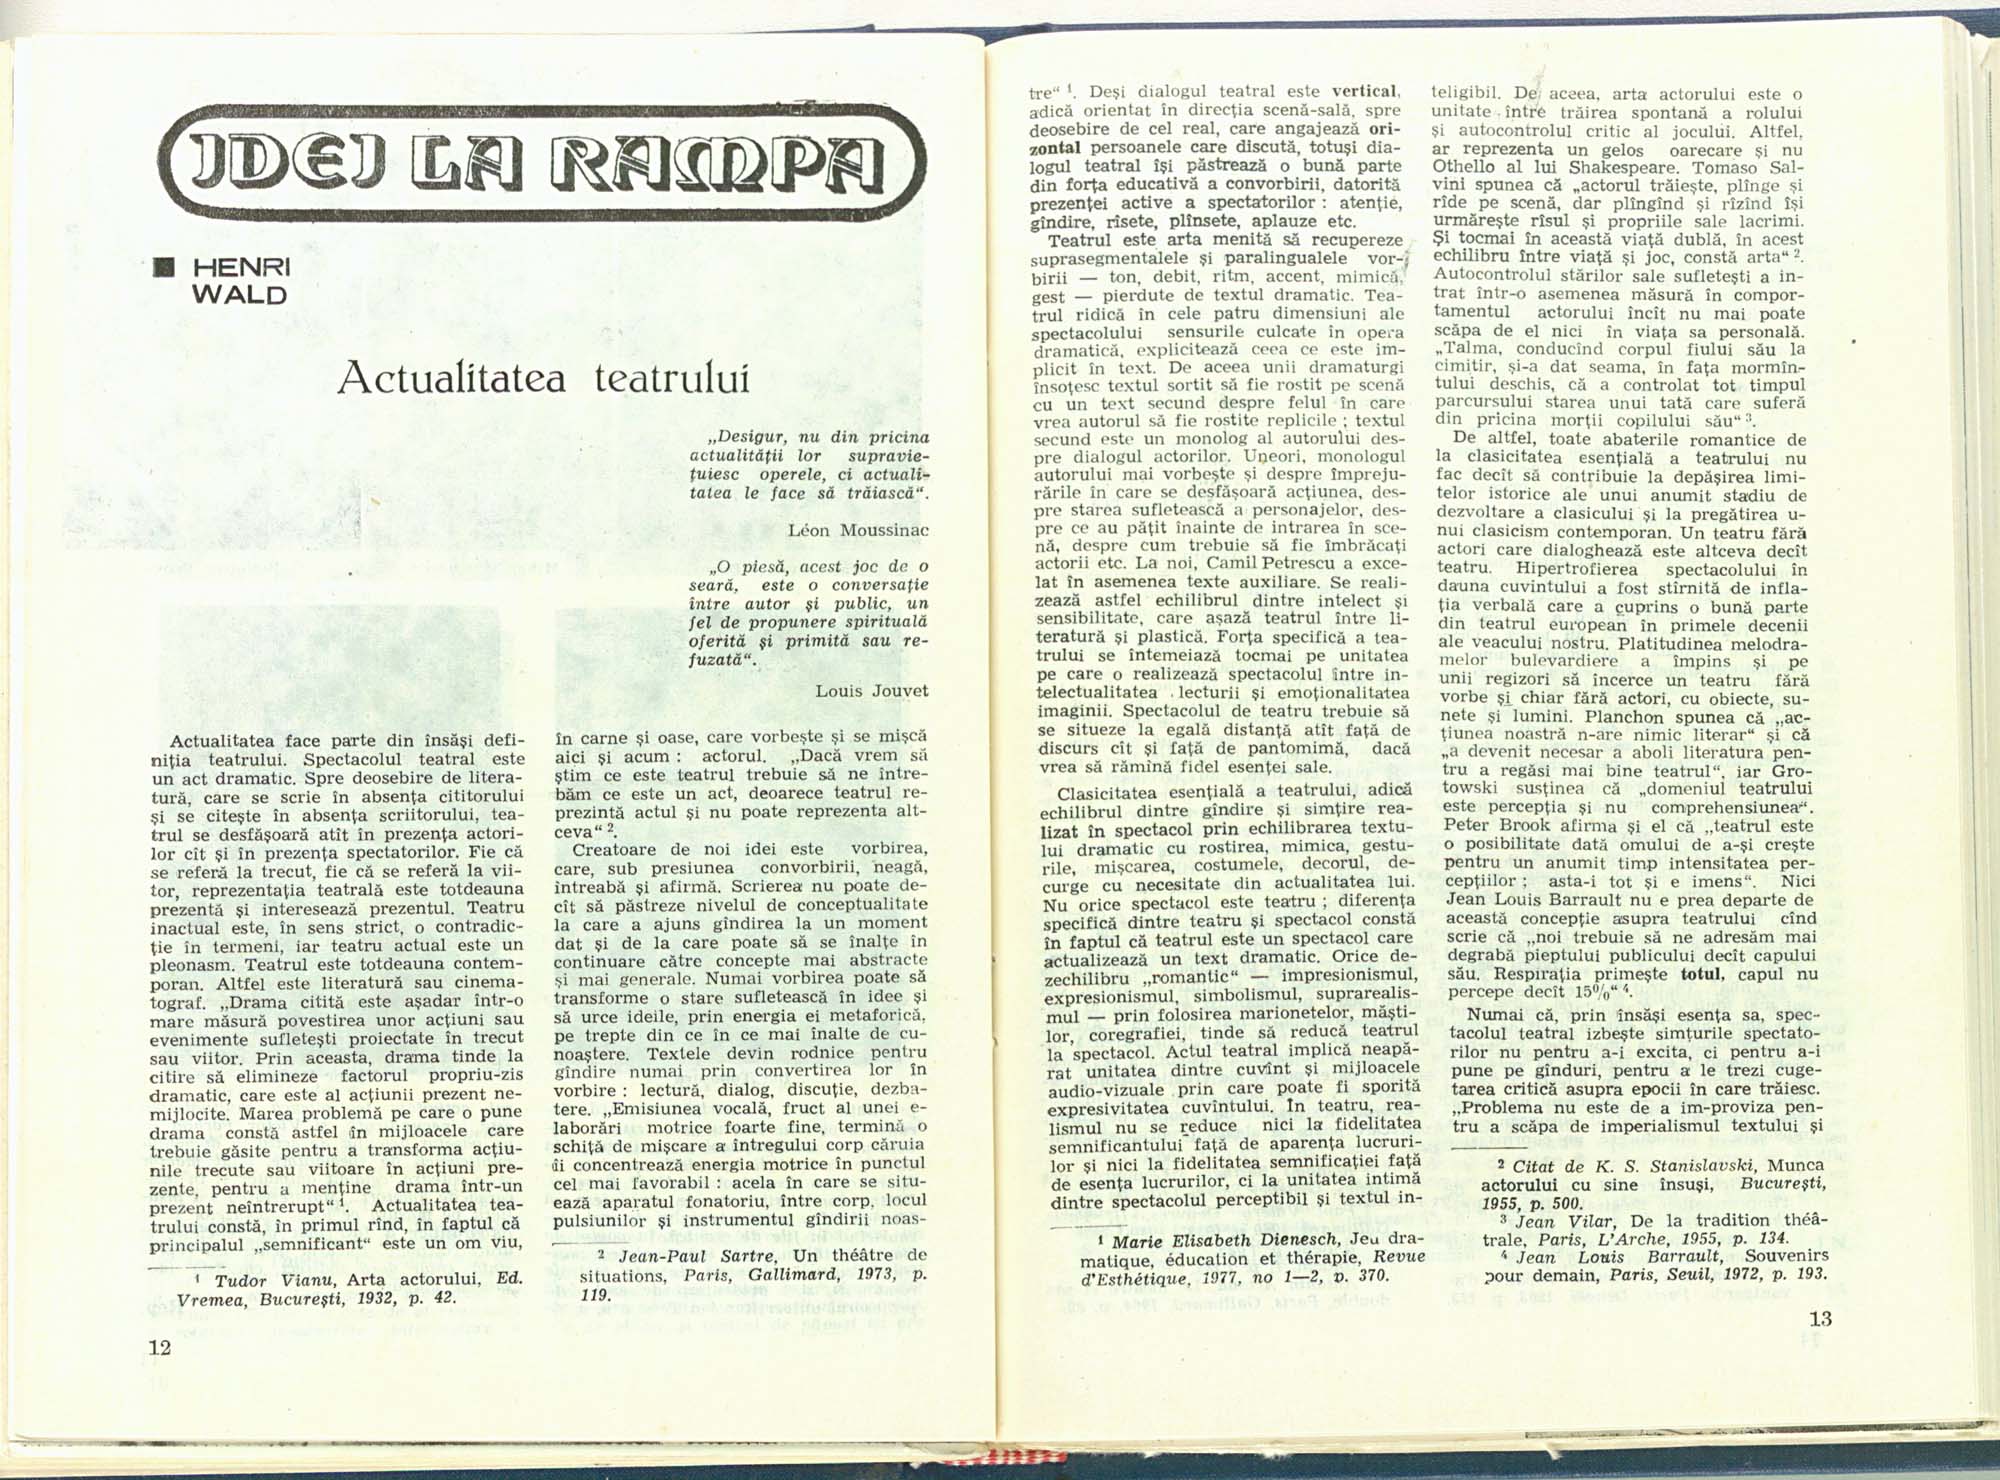 IDEI LA RAMPA
HENRI
WALD
Actualitatea teatrului
„Desigur, nu din pricina
actualității lor supravie-
țuiesc operele, ci actuali-
tatea le face să trăiască“.
Léon Moussinac
„O piesă, acest joc de o
seară, este o conversație
între autor și public, un
fel de propunere spirituală
oferită și primită sau re-
fuzată“.
Louis Jouvet
Actualitatea face parte din însăși defi-
niția teatrului. Spectacolul teatral este
un act dramatic. Spre deosebire de litera-
tură, care se scrie în absența cititorului
și se citește în absența scriitorului, tea-
trul se desfășoară atît în prezența actori-
lor cît și în prezența spectatorilor. Fie că
se referă la trecut, fie că se referă la vii-
tor, reprezentația teatrală este totdeauna
prezentă și interesează prezentul. Teatru
inactual este, în sens strict, o contradic-
ție în termeni, iar teatru actual este un
pleonasm. Teatrul este totdeauna contem-
poran. Altfel este literatură sau cinema-
tograf. „Drama citită este așadar într-o
mare măsură povestirea unor acțiuni sau
evenimente sufletești proiectate în trecut
sau viitor. Prin aceasta, drama tinde la
citire să elimineze factorul propriu-zis
dramatic, care este al acțiunii prezent ne-
mijlocite. Marea problemă pe care o pune
drama constă astfel în mijloacele care
trebuie găsite pentru a transforma acțiu-
nile trecute sau viitoare în acțiuni pre-
zente, pentru a menține drama într-un
prezent neîntrerupt“ 1. Actualitatea tea-
trului constă, în primul rînd, în faptul că
principalul „semnificant“ este un om viu,
1 Tudor Vianu, Arta actorului, Ed.
Vremea, București, 1932, p. 42.
12
în carne și oase, care vorbește și se mișcă
aici și acum : actorul. „Dacă vrem să
știm ce este teatrul trebuie să ne între-
băm ce este un act, deoarece teatrul re-
prezintă actul și nu poate reprezenta alt-
ceva“ 2.
Creatoare de noi idei este vorbirea,
care, sub presiunea convorbirii, neagă,
întreabă și afirmă. Scrierea nu poate de-
cît să păstreze nivelul de conceptualitate
la care a ajuns gîndirea la un moment
dat și de la care poate să se înalțe în
continuare către concepte mai abstracte
și mai generale. Numai vorbirea poate să
transforme o stare sufletească în idee și
să urce ideile, prin energia ei metaforică,
pe trepte din ce în ce mai înalte de cu-
noaștere. Textele devin rodnice pentru
gîndire numai prin convertirea lor în
vorbire : lectură, dialog, discuție, dezba-
tere. „Emisiunea vocală, fruct al unei e-
laborări motrice foarte fine, termină o
schiță de mișcare a întregului corp căruia
îi concentrează energia motrice în punctul
cel mai favorabil : acela în care se situ-
ează aparatul fonatoriu, între corp, locul
pulsiunilor și instrumentul gîndirii noas-
2 Jean-Paul Sartre, Un théâtre de
situations, Paris, Gallimard, 1973, p.
119.
tre“ 1. Deși dialogul teatral este vertical,
adică orientat în direcția scenă-sală, spre
deosebire de cel real, care angajează ori-
zontal persoanele care discută, totuși dia-
logul teatral își păstrează o bună parte
din forța educativă a convorbirii, datorită
prezenței active a spectatorilor : atenție,
gîndire, rîsete, plînsete, aplauze etc.
Teatrul este arta menită să recupereze
suprasegmentalele și paralingualele vor-
birii — ton, debit, ritm, accent, mimică,
gest — pierdute de textul dramatic. Tea-
trul ridică în cele patru dimensiuni ale
spectacolului sensurile culcate în opera
dramatică, explicitează ceea ce este im-
plicit în text. De aceea unii dramaturgi
însoțesc textul sortit să fie rostit pe scenă
cu un text secund despre felul în care
vrea autorul să fie rostite replicile ; textul
secund este un monolog al autorului des-
pre dialogul actorilor. Uneori, monologul
autorului mai vorbește și despre împreju-
rările în care se desfășoară acțiunea, des-
pre starea sufletească a personajelor, des-
pre ce au pățit înainte de intrarea în sce-
nă, despre cum trebuie să fie îmbrăcați
actorii etc. La noi, Camil Petrescu a exce-
lat în asemenea texte auxiliare. Se reali-
zează astfel echilibrul dintre intelect și
sensibilitate, care așază teatrul între li-
teratură și plastică. Forța specifică a tea-
trului se întemeiază tocmai pe unitatea
pe care o realizează spectacolul între in-
telectualitatea lecturii și emoționalitatea
imaginii. Spectacolul de teatru trebuie să
se situeze la egală distanță atît față de
discurs cît și față de pantomimă, dacă
vrea să rămînă fidel esenței sale.
Clasicitatea esențială a teatrului, adică
echilibrul dintre gîndire și simțire rea-
lizat în spectacol prin echilibrarea textu-
lui dramatic cu rostirea, mimica, gestu-
rile, mișcarea, costumele, decorul, de-
curge cu necesitate din actualitatea lui.
Nu orice spectacol este teatru ; diferența
specifică dintre teatru și spectacol constă
în faptul că teatrul este un spectacol care
actualizează un text dramatic. Orice de-
zechilibru „romantic“ — impresionismul,
expresionismul, simbolismul, suprarealis-
mul — prin folosirea marionetelor, măști-
lor, coregrafiei, tinde să reducă teatrul
la spectacol. Actul teatral implică neapă-
rat unitatea dintre cuvînt și mijloacele
audio-vizuale prin care poate fi sporită
expresivitatea cuvîntului. În teatru, rea-
lismul nu se reduce nici la fidelitatea
semnificantului față de aparența lucruri-
lor și nici la fidelitatea semnificației față
de esența lucrurilor, ci la unitatea intimă
dintre spectacolul perceptibil și textul in-
1 Marie Elisabeth Dienesch, Jeu dra-
matique, éducation et thérapie, Revue
d'Esthétique, 1977, no 1—2, p. 370.
teligibil. De aceea, arta actorului este o
unitate între trăirea spontană a rolului
și autocontrolul critic al jocului. Altfel,
ar reprezenta un gelos oarecare și nu
Othello al lui Shakespeare. Tomaso Sal-
vini spunea că „actorul trăiește, plînge și
rîde pe scenă, dar plîngînd și rîzînd își
urmărește rîsul și propriile sale lacrimi.
Și tocmai în această viață dublă, în acest
echilibru între viață și joc, constă arta“ 2.
Autocontrolul stărilor sale sufletești a in-
trat într-o asemenea măsură în compor-
tamentul actorului încît nu mai poate
scăpa de el nici în viața sa personală.
„Talma, conducînd corpul fiului său la
cimitir, și-a dat seama, în fața mormîn-
tului deschis, că a controlat tot timpul
parcursului starea unui tată care suferă
din pricina morții copilului său“ 3.
De altfel, toate abaterile romantice de
la clasicitatea esențială a teatrului nu
fac decît să contribuie la depășirea limi-
telor istorice ale unui anumit stadiu de
dezvoltare a clasicului și la pregătirea u-
nui clasicism contemporan. Un teatru fără
actori care dialoghează este altceva decît
teatru. Hipertrofierea spectacolului în
dauna cuvintului a fost stîrnită de infla-
ția verbală care a cuprins o bună parte
din teatrul european în primele decenii
ale veacului nostru. Platitudinea melodra-
melor bulevardiere a împins și pe
unii regizori să încerce un teatru fără
vorbe și chiar fără actori, cu obiecte, su-
nete și lumini. Planchon spunea că „ac-
țiunea noastră n-are nimic literar“ și că
„a devenit necesar a aboli literatura pen-
tru a regăsi mai bine teatrul“, iar Gro-
towski susținea că „domeniul teatrului
este percepția și nu comprehensiunea“.
Peter Brook afirma și el că „teatrul este
o posibilitate dată omului de a-și crește
pentru un anumit timp intensitatea per-
cepțiilor ; asta-i tot și e imens“. Nici
Jean Louis Barrault nu e prea departe de
această concepție asupra teatrului cînd
scrie că „noi trebuie să ne adresăm mai
degrabă pieptului publicului decît capului
său. Respirația primește totul, capul nu
percepe decît 15%“ 4.
Numai că, prin însăși esența sa, spec-
tacolul teatral izbește simțurile spectato-
rilor nu pentru a-i excita, ci pentru a-i
pune pe gînduri, pentru a le trezi cuge-
tarea critică asupra epocii în care trăiesc.
„Problema nu este de a im-proviza pen-
tru a scăpa de imperialismul textului și
2 Citat de K. S. Stanislavski, Munca
actorului cu sine însuși, București,
1955, p. 500.
3 Jean Vilar, De la tradition théâ-
trale, Paris, L'Arche, 1955, p. 134.
4 Jean Louis Barrault, Souvenirs
pour demain, Paris, Seuil, 1972, p. 193.
13